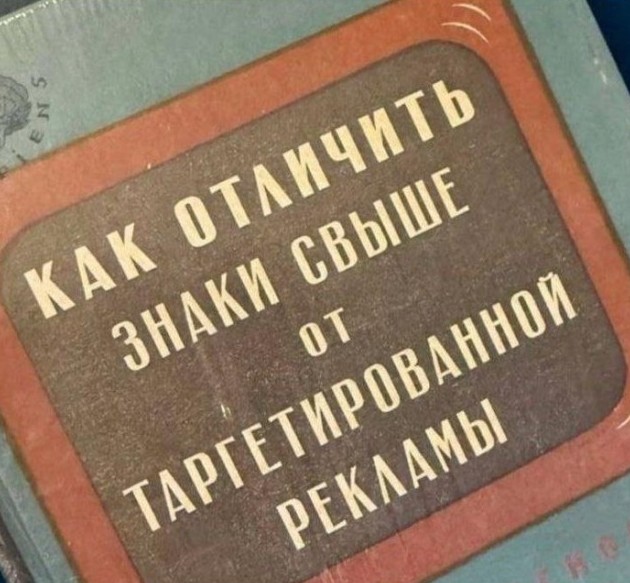 КАК ОТЛИЧИТЬ
ЗНАКИ СВЫШЕ
ОТ
ТАРГЕТИРОВАННОЙ
РЕКЛАМЫ